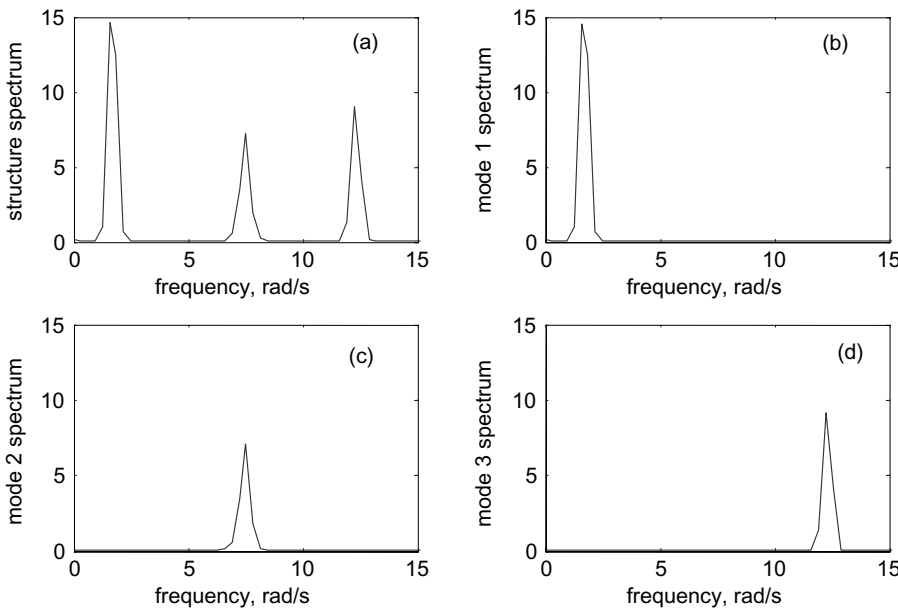 15
(a)
structure spectrum
10
5
0
0 5 10 15
frequency, rad/s
15
(b)
mode 1 spectrum
10
5
0
0 5 10 15
frequency, rad/s
15
(c)
mode 2 spectrum
10
5
0
0 5 10 15
frequency, rad/s
15
(d)
mode 3 spectrum
10
5
0
0 5 10 15
frequency, rad/s